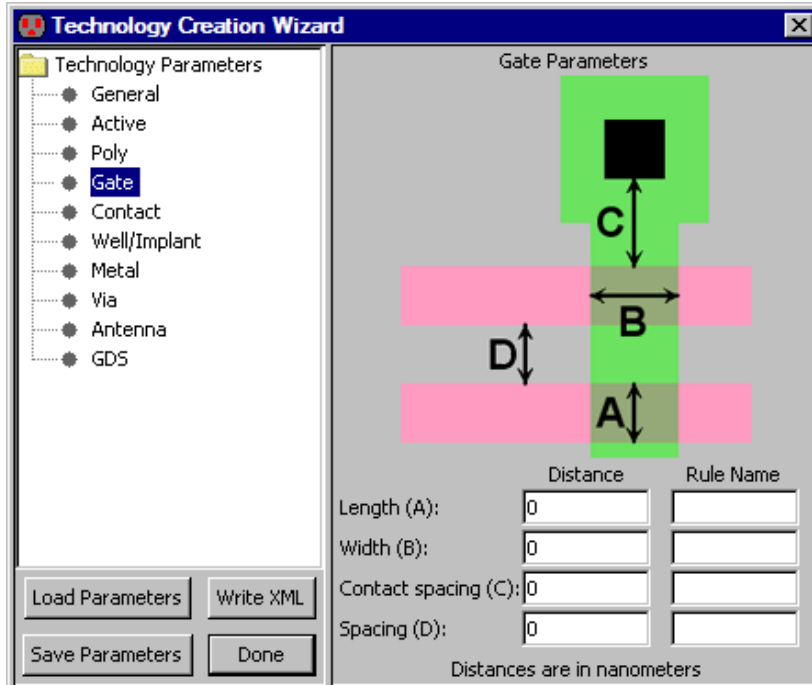 Technology Creation Wizard
Technology Parameters
General
Active
Poly
Gate
Contact
Well/Implant
Metal
Via
Antenna
GDS
Load Parameters Write XML
Save Parameters Done
Gate Parameters
C
B
D
A
Distance Rule Name
Length (A): 0
Width (B): 0
Contact spacing (C): 0
Spacing (D): 0
Distances are in nanometers